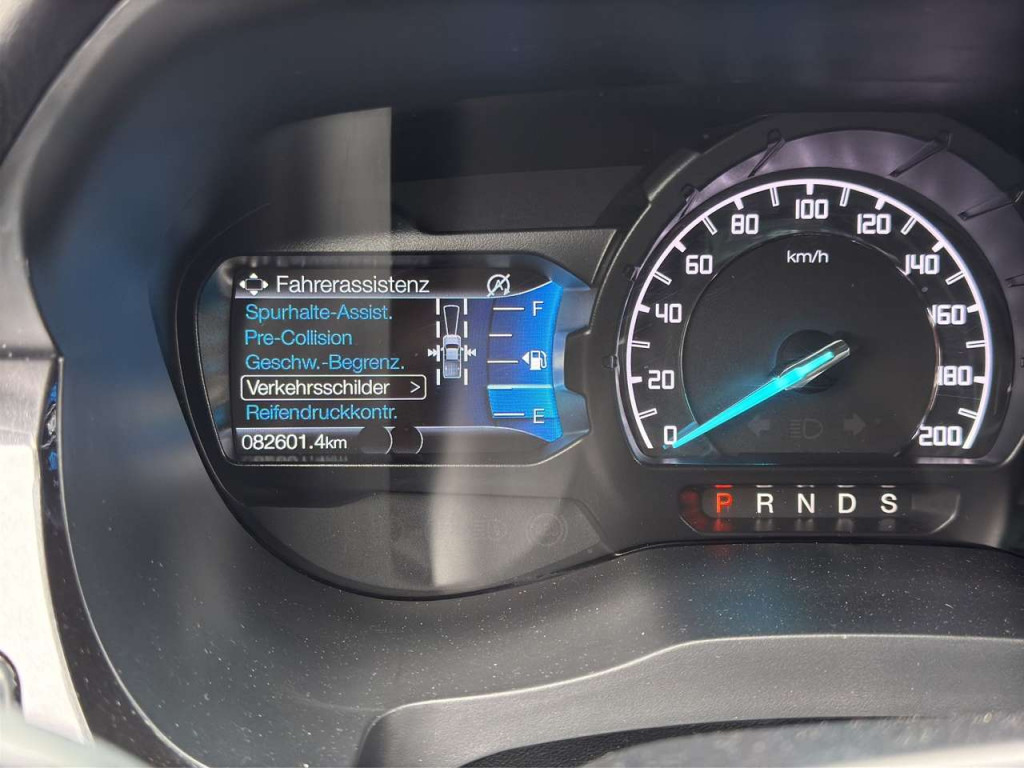 Fahrerassistenz
Spurhalte-Assist.
Pre-Collision
Geschw.-Begrenz.
Verkehrsschilder >
Reifendruckkontr.
082601.4km
F
E
0
20
40
60
80
100
120
140
160
180
200
km/h
P R N D S